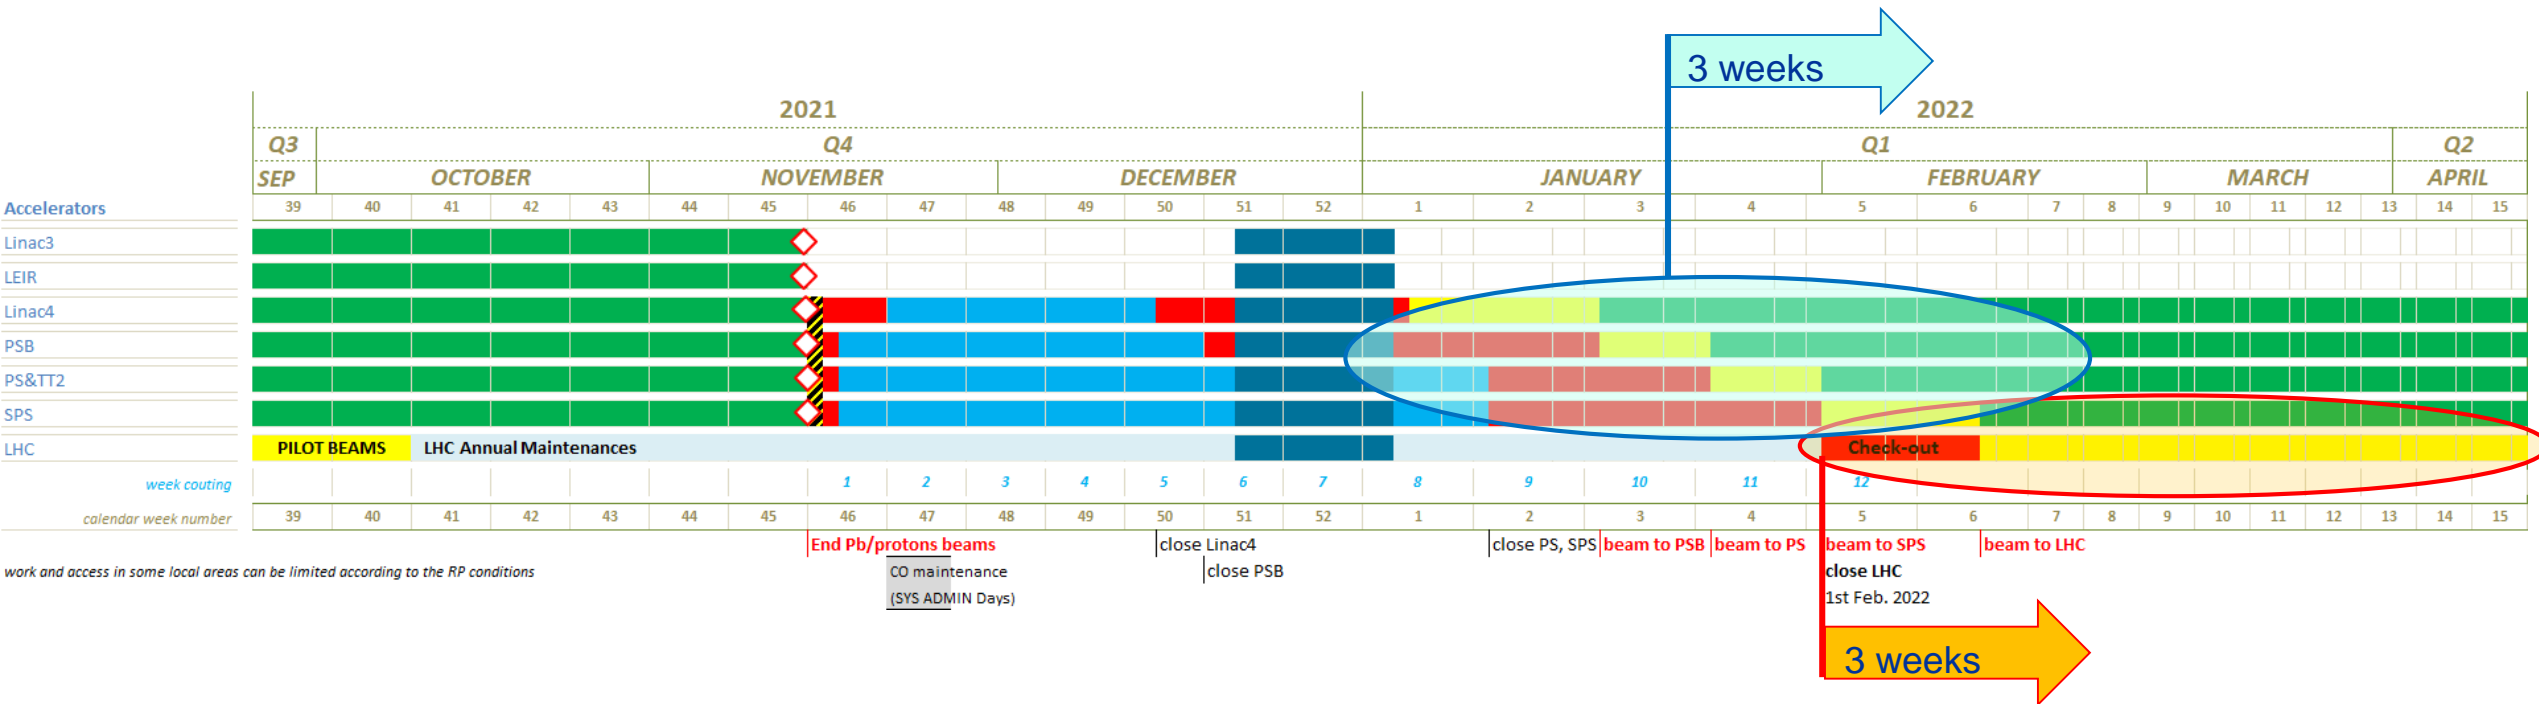 3 weeks
2021 2022
Q3 Q4 Q1 Q2
SEP OCTOBER NOVEMBER DECEMBER JANUARY FEBRUARY MARCH APRIL
Accelerators 39 40 41 42 43 44 45 46 47 48 49 50 51 52 1 2 3 4 5 6 7 8 9 10 11 12 13 14 15
Linac3
LEIR
Linac4
PSB
PS&TT2
SPS
LHC PILOT BEAMS LHC Annual Maintenances Check-out
week couting 1 2 3 4 5 6 7 8 9 10 11 12
calendar week number 39 40 41 42 43 44 45 46 47 48 49 50 51 52 1 2 3 4 5 6 7 8 9 10 11 12 13 14 15
End Pb/protons beams close Linac4 close PS, SPS beam to PSB beam to PS beam to SPS beam to LHC
work and access in some local areas can be limited according to the RP conditions CO maintenance close PSB close LHC
(SYS ADMIN Days) 1st Feb. 2022
3 weeks